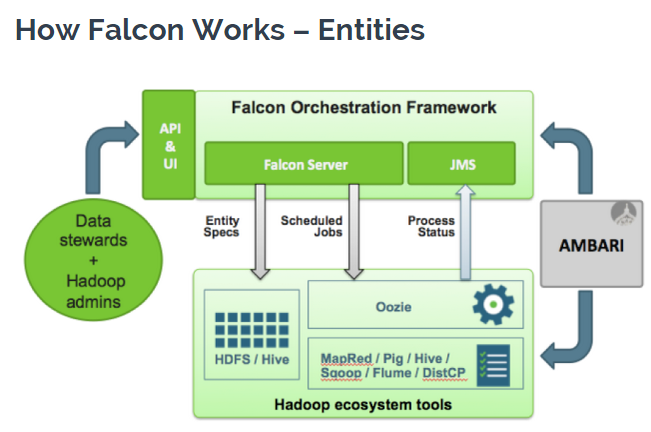 How Falcon Works – Entities
Falcon Orchestration Framework
API
&
UI
Falcon Server
JMS
Data
stewards
+
Hadoop
admins
Entity
Specs
Scheduled
Jobs
Process
Status
AMBARI
Oozie
HDFS / Hive
MapRed / Pig / Hive /
Sqoop / Flume / DistCP
Hadoop ecosystem tools